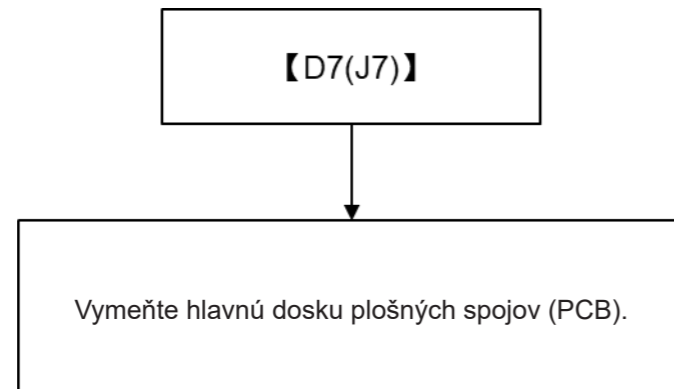 【D7(J7)】
Vymeňte hlavnú dosku plošných spojov (PCB).